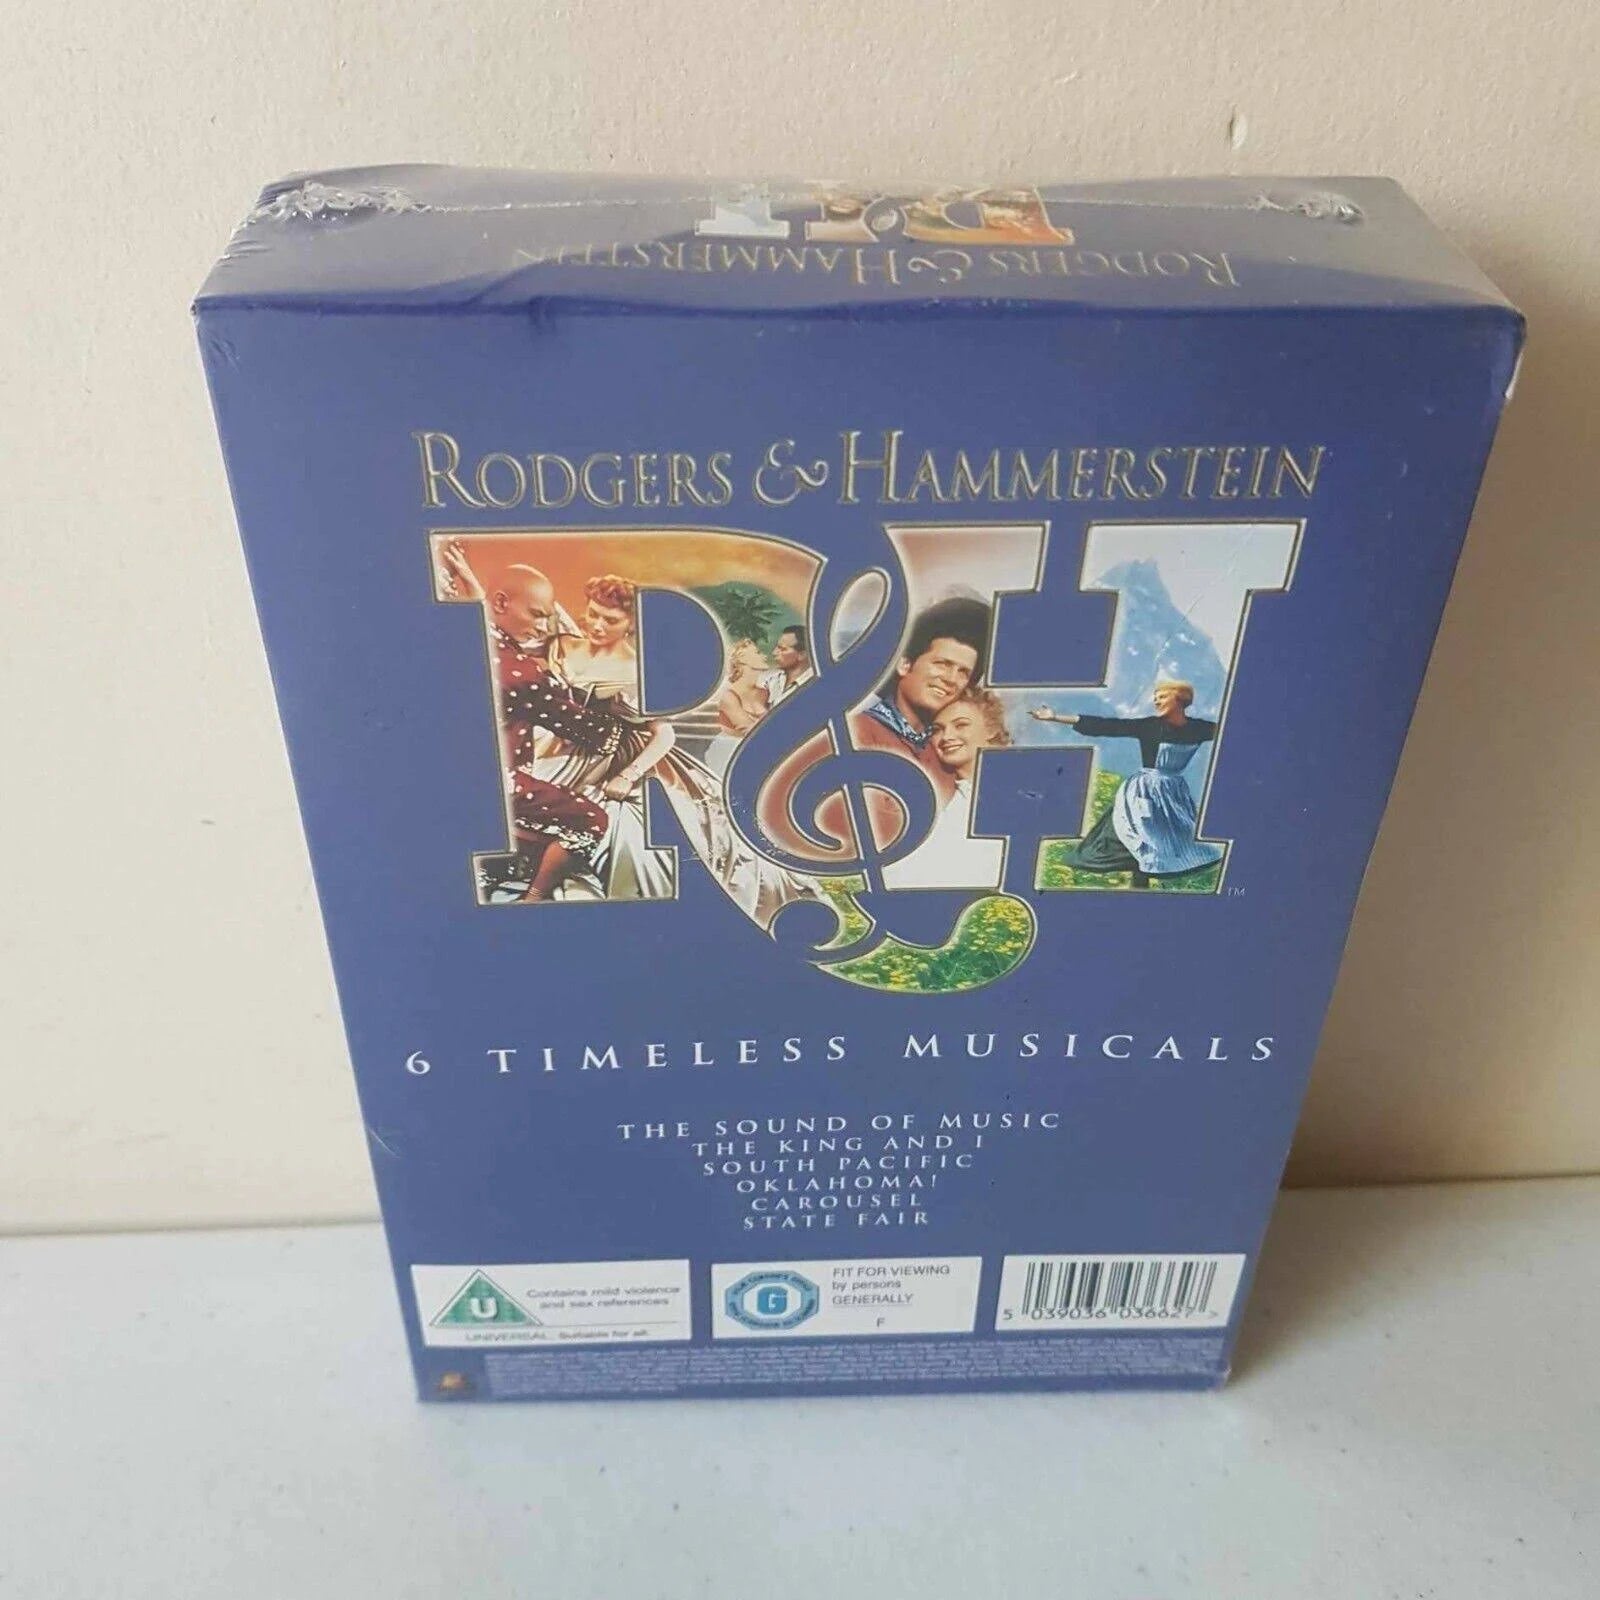 RODGERS & HAMMERSTEIN
RODGERS & HAMMERSTEIN
R&H
TM
6 TIMELESS MUSICALS
THE SOUND OF MUSIC
THE KING AND I
SOUTH PACIFIC
OKLAHOMA!
CAROUSEL
STATE FAIR
U
Contains mild violence
and sex references
UNIVERSAL Suitable for all
G
FIT FOR VIEWING
by persons
GENERALLY
F
5 039036 036627 >